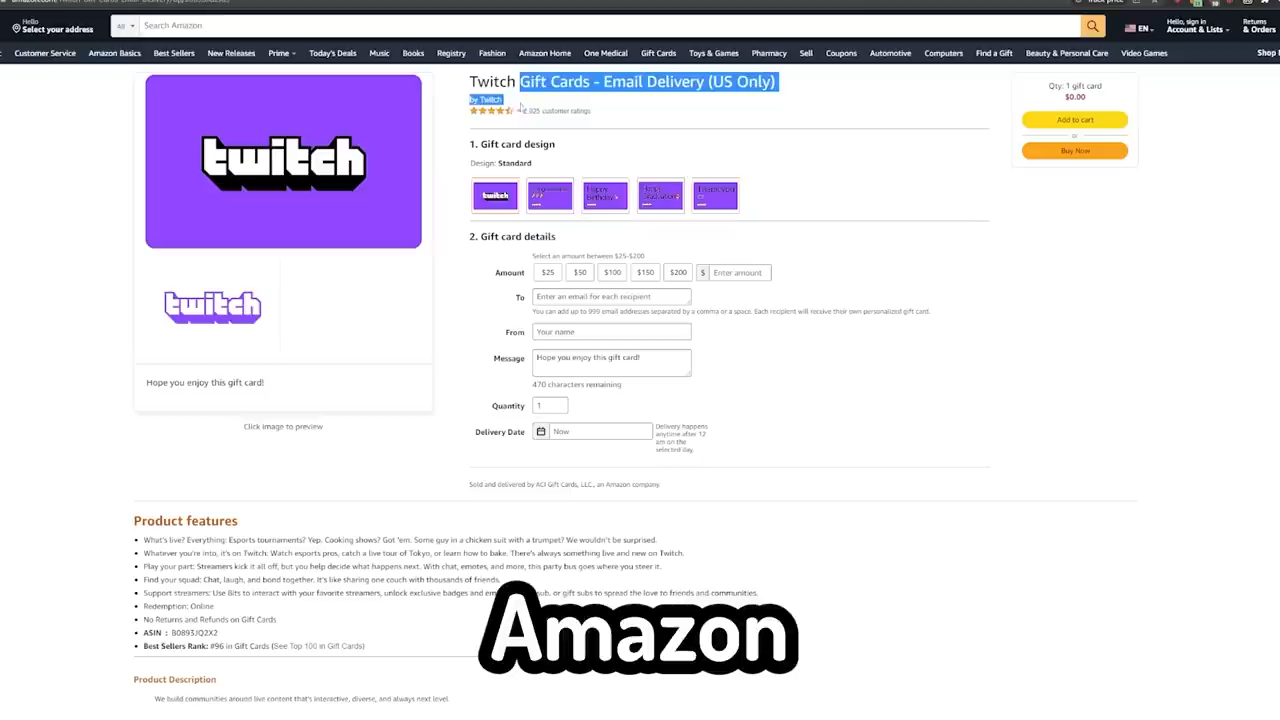 Hello
Select your address
All
Search Amazon
EN
Hello, sign in
Account & Lists
Returns
& Orders
Customer Service
Amazon Basics
Best Sellers
New Releases
Prime
Today's Deals
Music
Books
Registry
Fashion
Amazon Home
One Medical
Gift Cards
Toys & Games
Pharmacy
Sell
Coupons
Automotive
Computers
Find a Gift
Beauty & Personal Care
Video Games
Shop
twitch
twitch
Hope you enjoy this gift card!
Click image to preview
Twitch Gift Cards - Email Delivery (US Only)
by Twitch
customer ratings
1. Gift card design
Design: Standard
twitch
Happy
Birthday
2. Gift card details
Select an amount between $25-$200
Amount
$25
$50
$100
$150
$200
$
Enter amount
To
Enter an email for each recipient
You can add up to 999 email addresses separated by a comma or a space. Each recipient will receive their own personalized gift card.
From
Your name
Message
Hope you enjoy this gift card!
470 characters remaining
Quantity
1
Delivery Date
Now
Delivery happens
anytime after 12
am on the
selected day.
Sold and delivered by ACI Gift Cards, LLC., an Amazon company.
Qty: 1 gift card
$0.00
Add to cart
or
Buy Now
Product features
What's live? Everything: Esports tournaments? Yep. Cooking shows? Got 'em. Some guy in a chicken suit with a trumpet? We wouldn't be surprised.
Whatever you're into, it's on Twitch: Watch esports pros, catch a live tour of Tokyo, or learn how to bake. There's always something live and new on Twitch.
Play your part: Streamers kick it all off, but you help decide what happens next. With chat, emotes, and more, this party bus goes where you steer it.
Find your squad: Chat, laugh, and bond together. It's like sharing one couch with thousands of friends.
Support streamers: Use Bits to interact with your favorite streamers, unlock exclusive badges and sub. or gift subs to spread the love to friends and communities.
Redemption: Online
No Returns and Refunds on Gift Cards
ASIN : B0893JQ2X2
Best Sellers Rank: #96 in Gift Cards (See Top 100 in Gift Cards)
Amazon
Product Description
We build communities around live content that's interactive, diverse, and always next level.